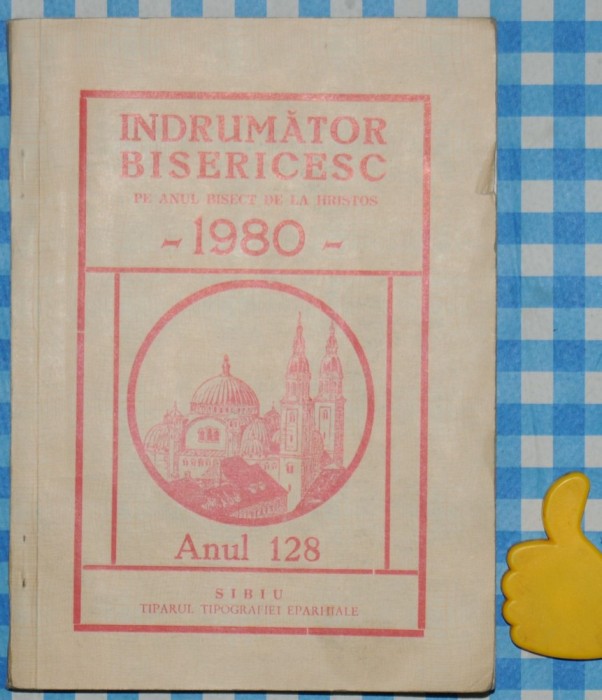 INDRUMĂTOR
BISERICESC
PE ANUL BISECT DE LA HRISTOS
- 1980 -
Anul 128
SIBIU
TIPARUL TIPOGRAFIEI EPARHIALE